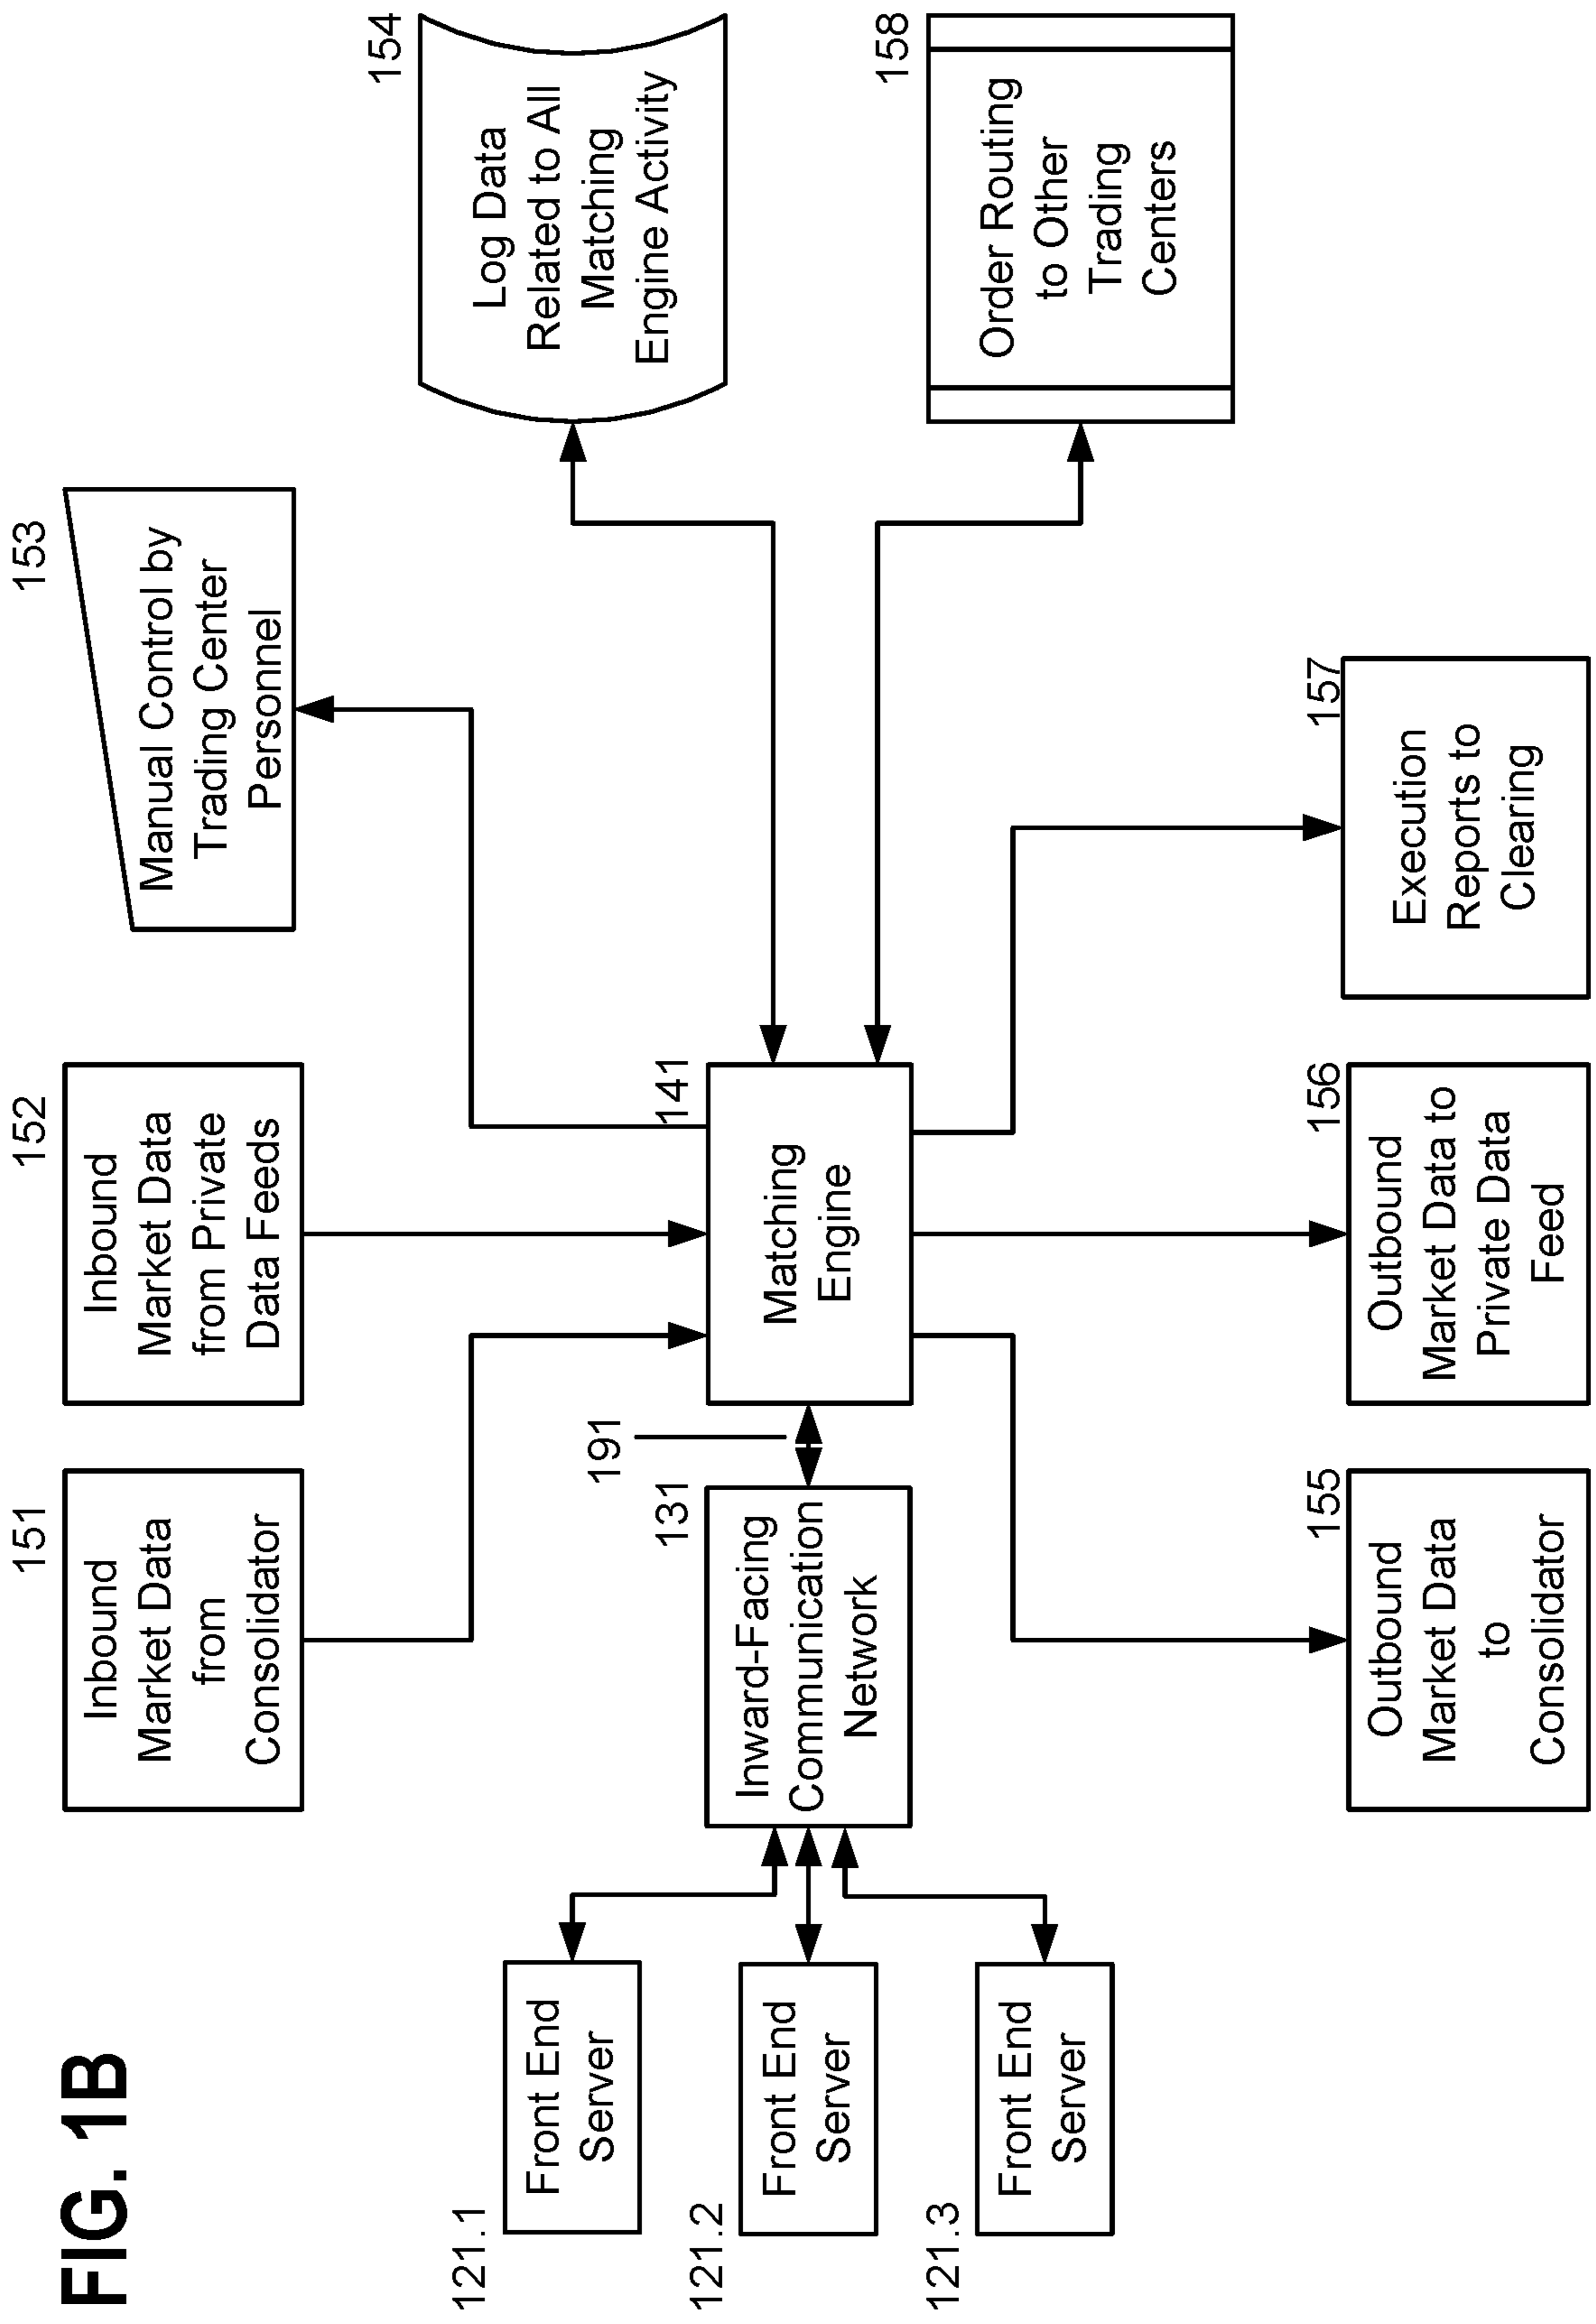 FIG. 1B
151
Inbound
Market Data
from
Consolidator
152
Inbound
Market Data
from Private
Data Feeds
153
Manual Control by
Trading Center
Personnel
154
Log Data
Related to All
Matching
Engine Activity
121.1
Front End
Server
121.2
Front End
Server
121.3
Front End
Server
131
Inward-Facing
Communication
Network
191
141
Matching
Engine
158
Order Routing
to Other
Trading
Centers
155
Outbound
Market Data
to
Consolidator
156
Outbound
Market Data to
Private Data
Feed
157
Execution
Reports to
Clearing